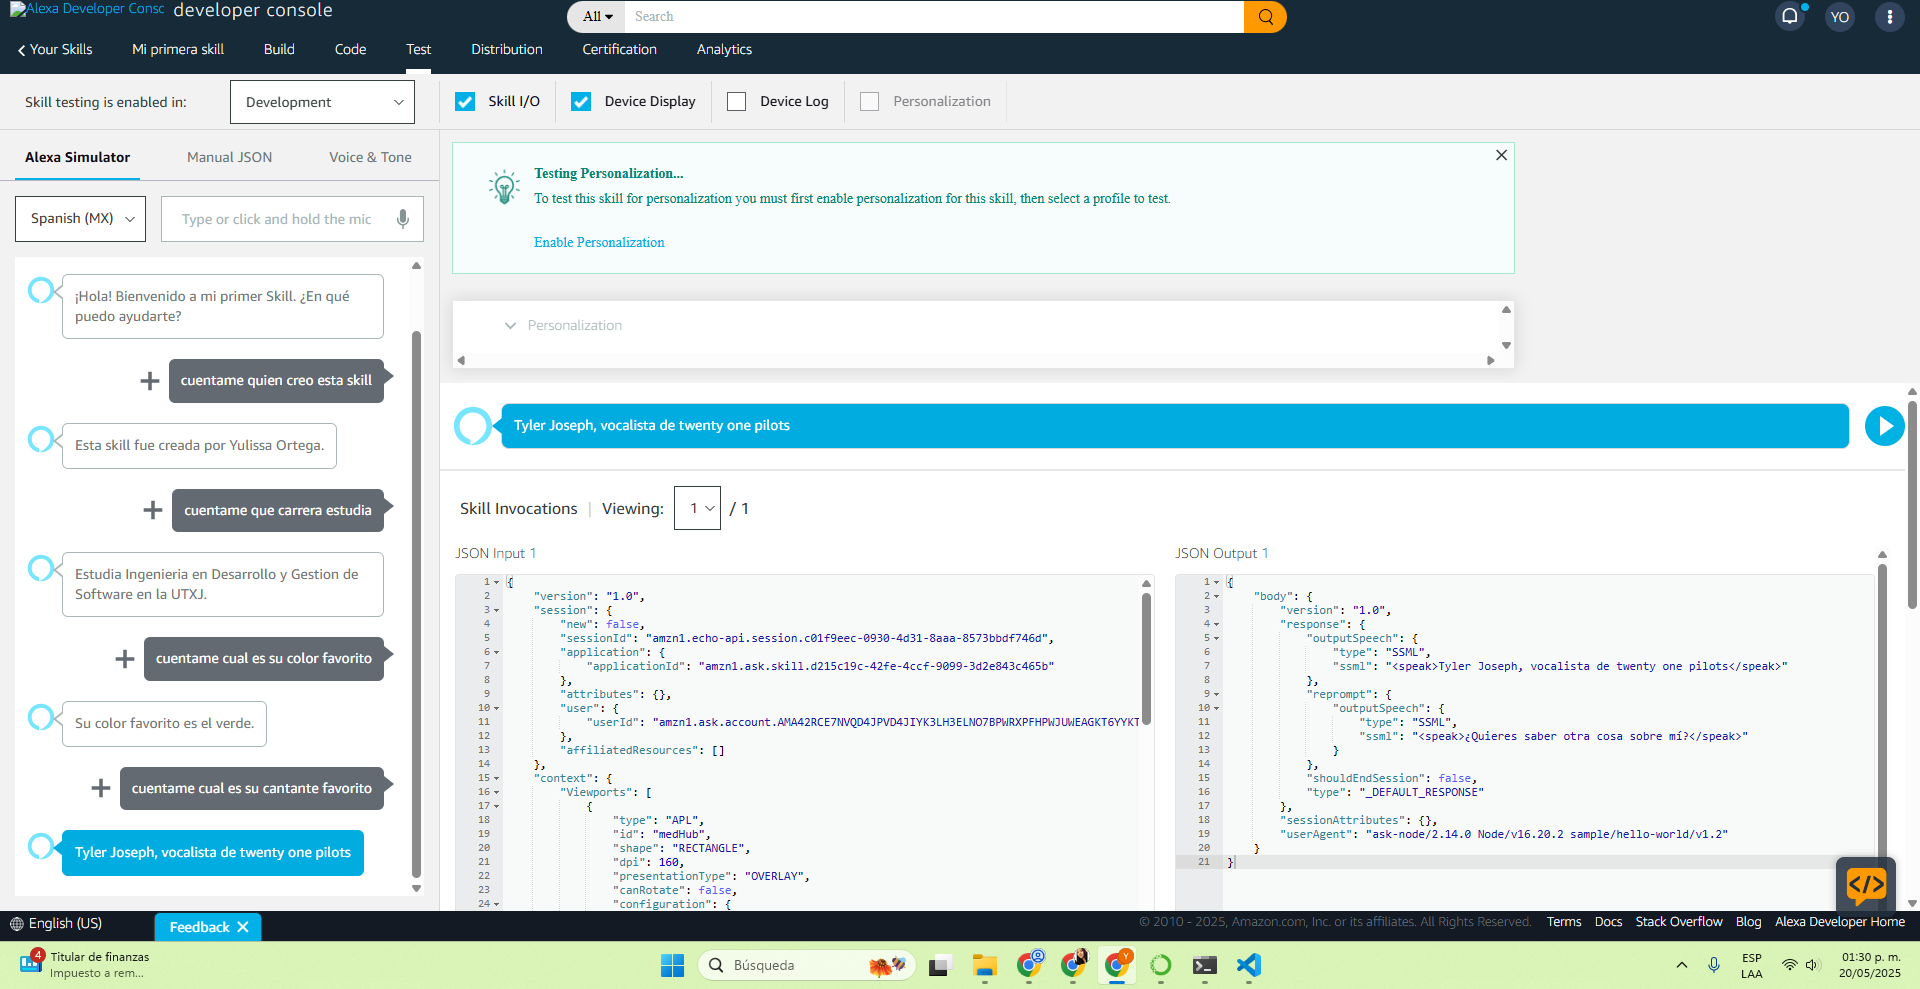 Alexa Developer Consc
developer console
All
Search
YO
Your Skills
Mi primera skill
Build
Code
Test
Distribution
Certification
Analytics
Skill testing is enabled in:
Development
Skill I/O
Device Display
Device Log
Personalization
Alexa Simulator
Manual JSON
Voice & Tone
Testing Personalization...
To test this skill for personalization you must first enable personalization for this skill, then select a profile to test.
Enable Personalization
Spanish (MX)
Type or click and hold the mic
¡Hola! Bienvenido a mi primer Skill. ¿En qué
puedo ayudarte?
cuentame quien creo esta skill
Esta skill fue creada por Yulissa Ortega.
cuentame que carrera estudia
Estudia Ingenieria en Desarrollo y Gestion de
Software en la UTXJ.
cuentame cual es su color favorito
Su color favorito es el verde.
cuentame cual es su cantante favorito
Tyler Joseph, vocalista de twenty one pilots
Personalization
Tyler Joseph, vocalista de twenty one pilots
Skill Invocations | Viewing: 1 / 1
JSON Input 1
1 {
2 "version": "1.0",
3 "session": {
4 "new": false,
5 "sessionId": "amzn1.echo-api.session.c01f9eec-0930-4d31-8aaa-8573bbdf746d",
6 "application": {
7 "applicationId": "amzn1.ask.skill.d215c19c-42fe-4ccf-9099-3d2e843c465b"
8 },
9 "attributes": {},
10 "user": {
11 "userId": "amzn1.ask.account.AMA42RCE7NVQD4JPVD4JIYK3LH3ELNO7BPWRXPFHPWJUWEAGKT6YYKT
12 },
13 "affiliatedResources": []
14 },
15 "context": {
16 "Viewports": [
17 {
18 "type": "APL",
19 "id": "medHub",
20 "shape": "RECTANGLE",
21 "dpi": 160,
22 "presentationType": "OVERLAY",
23 "canRotate": false,
24 "configuration": {
JSON Output 1
1 {
2 "body": {
3 "version": "1.0",
4 "response": {
5 "outputSpeech": {
6 "type": "SSML",
7 "ssml": "<speak>Tyler Joseph, vocalista de twenty one pilots</speak>"
8 },
9 "reprompt": {
10 "outputSpeech": {
11 "type": "SSML",
12 "ssml": "<speak>¿Quieres saber otra cosa sobre mí?</speak>"
13 }
14 },
15 "shouldEndSession": false,
16 "type": "_DEFAULT_RESPONSE"
17 },
18 "sessionAttributes": {},
19 "userAgent": "ask-node/2.14.0 Node/v16.20.2 sample/hello-world/v1.2"
20 }
21 }
English (US)
Feedback
© 2010 - 2025, Amazon.com, Inc. or its affiliates. All Rights Reserved.
Terms
Docs
Stack Overflow
Blog
Alexa Developer Home
4
Titular de finanzas
Impuesto a rem...
Búsqueda
Y
ESP
LAA
01:30 p. m.
20/05/2025